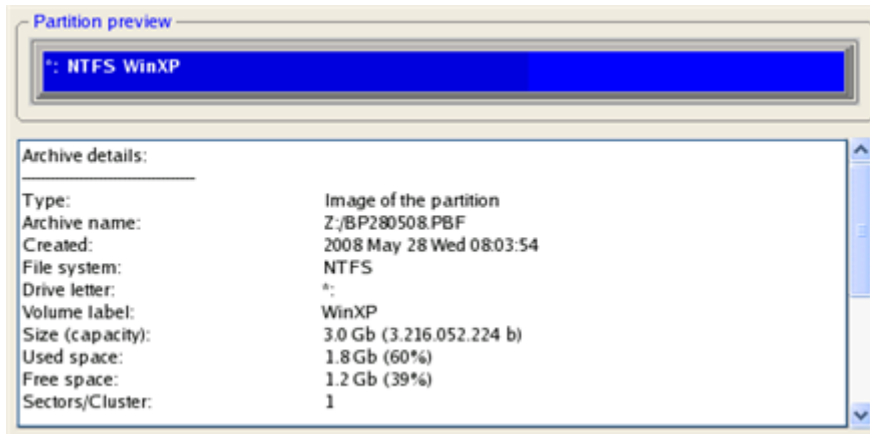 Partition preview
*: NTFS WinXP
Archive details:
Type: Image of the partition
Archive name: Z:/BP280508.PBF
Created: 2008 May 28 Wed 08:03:54
File system: NTFS
Drive letter: *:
Volume label: WinXP
Size (capacity): 3.0 Gb (3.216.052.224 b)
Used space: 1.8 Gb (60%)
Free space: 1.2 Gb (39%)
Sectors/Cluster: 1